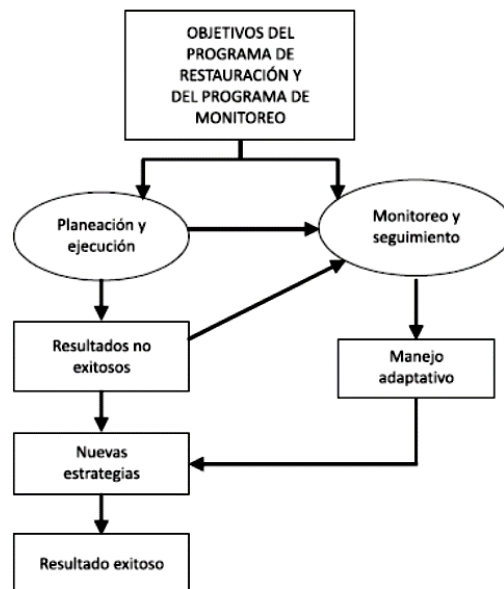 OBJETIVOS DEL
PROGRAMA DE
RESTAURACIÓN Y
DEL PROGRAMA DE
MONITOREO
Planeación y
ejecución
Monitoreo y
seguimiento
Resultados no
exitosos
Manejo
adaptativo
Nuevas
estrategias
Resultado exitoso